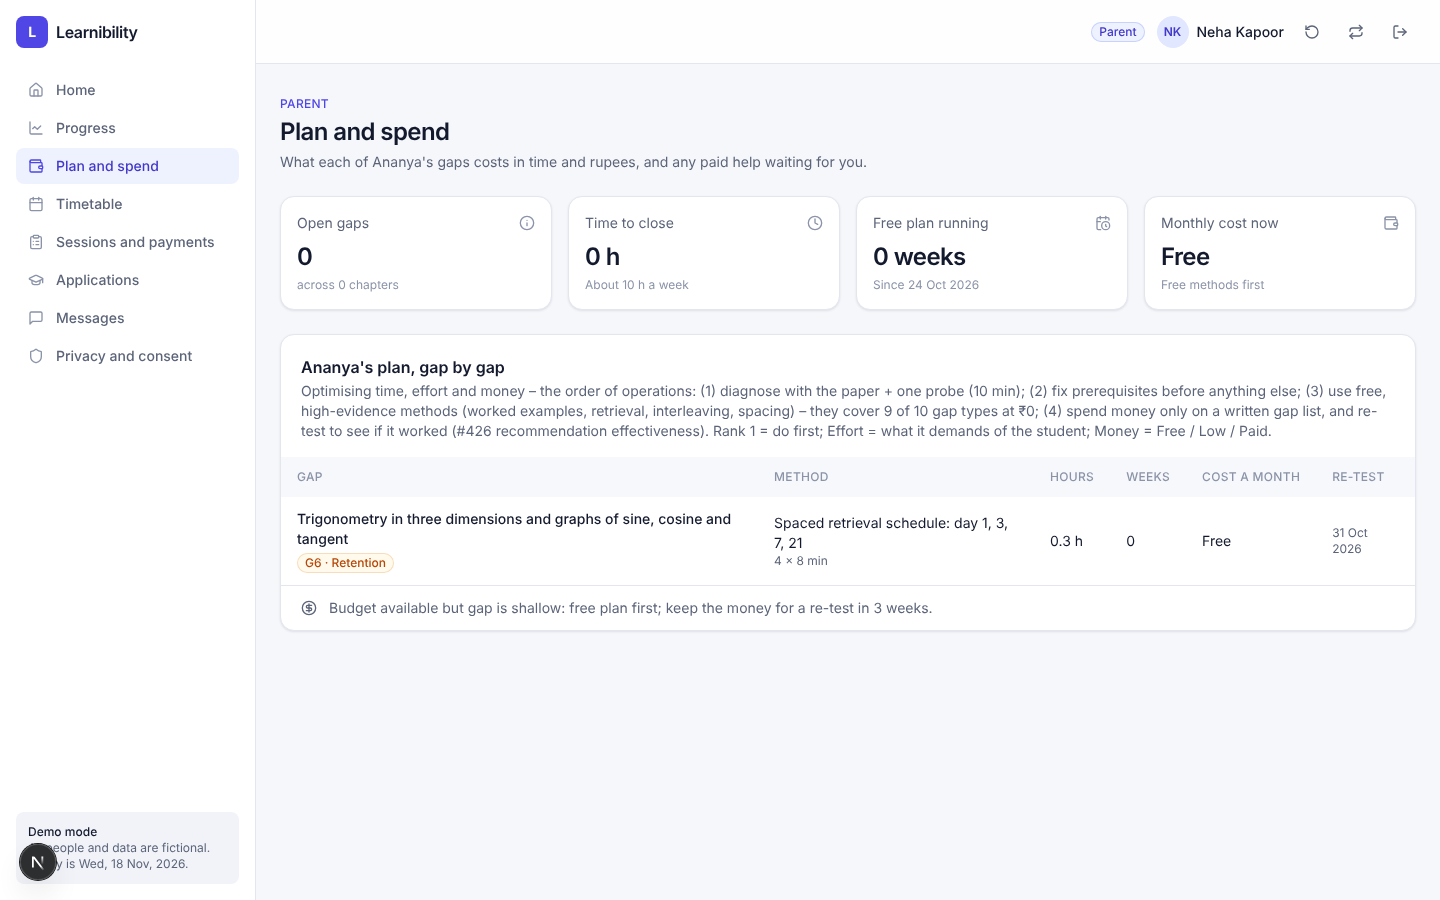 L Learnibility
Parent NK Neha Kapoor
Home
Progress
Plan and spend
Timetable
Sessions and payments
Applications
Messages
Privacy and consent
PARENT
Plan and spend
What each of Ananya's gaps costs in time and rupees, and any paid help waiting for you.
Open gaps
0
across 0 chapters
Time to close
0 h
About 10 h a week
Free plan running
0 weeks
Since 24 Oct 2026
Monthly cost now
Free
Free methods first
Ananya's plan, gap by gap
Optimising time, effort and money – the order of operations: (1) diagnose with the paper + one probe (10 min); (2) fix prerequisites before anything else; (3) use free,
high-evidence methods (worked examples, retrieval, interleaving, spacing) – they cover 9 of 10 gap types at ₹0; (4) spend money only on a written gap list, and re-
test to see if it worked (#426 recommendation effectiveness). Rank 1 = do first; Effort = what it demands of the student; Money = Free / Low / Paid.
GAP METHOD HOURS WEEKS COST A MONTH RE-TEST
Trigonometry in three dimensions and graphs of sine, cosine and
tangent
G6 · Retention
Spaced retrieval schedule: day 1, 3,
7, 21
4 × 8 min
0.3 h
0
Free
31 Oct
2026
Budget available but gap is shallow: free plan first; keep the money for a re-test in 3 weeks.
Demo mode
people and data are fictional.
is Wed, 18 Nov, 2026.
N